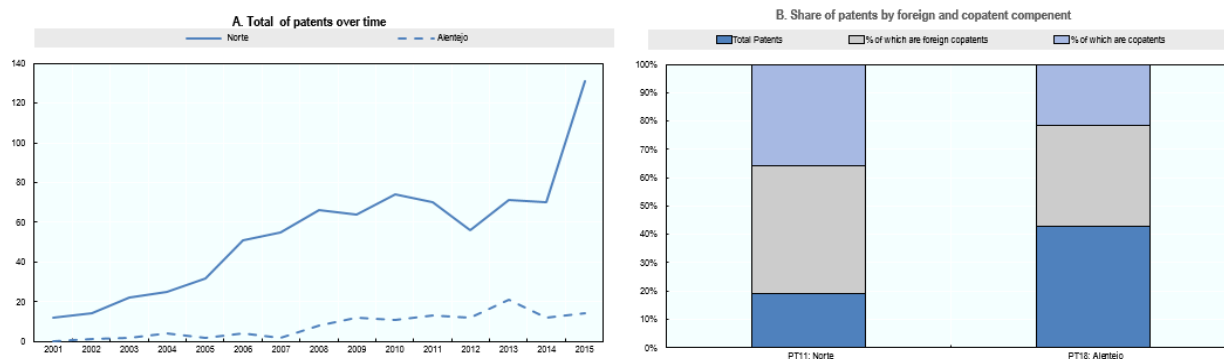 A. Total of patents over time
Norte
Alentejo
140
120
100
80
60
40
20
0
2001 2002 2003 2004 2005 2006 2007 2008 2009 2010 2011 2012 2013 2014 2015
B. Share of patents by foreign and copatent compenent
Total Patents
% of which are foreign copatents
% of which are copatents
100%
90%
80%
70%
60%
50%
40%
30%
20%
10%
0%
PT11: Norte
PT18: Alentejo